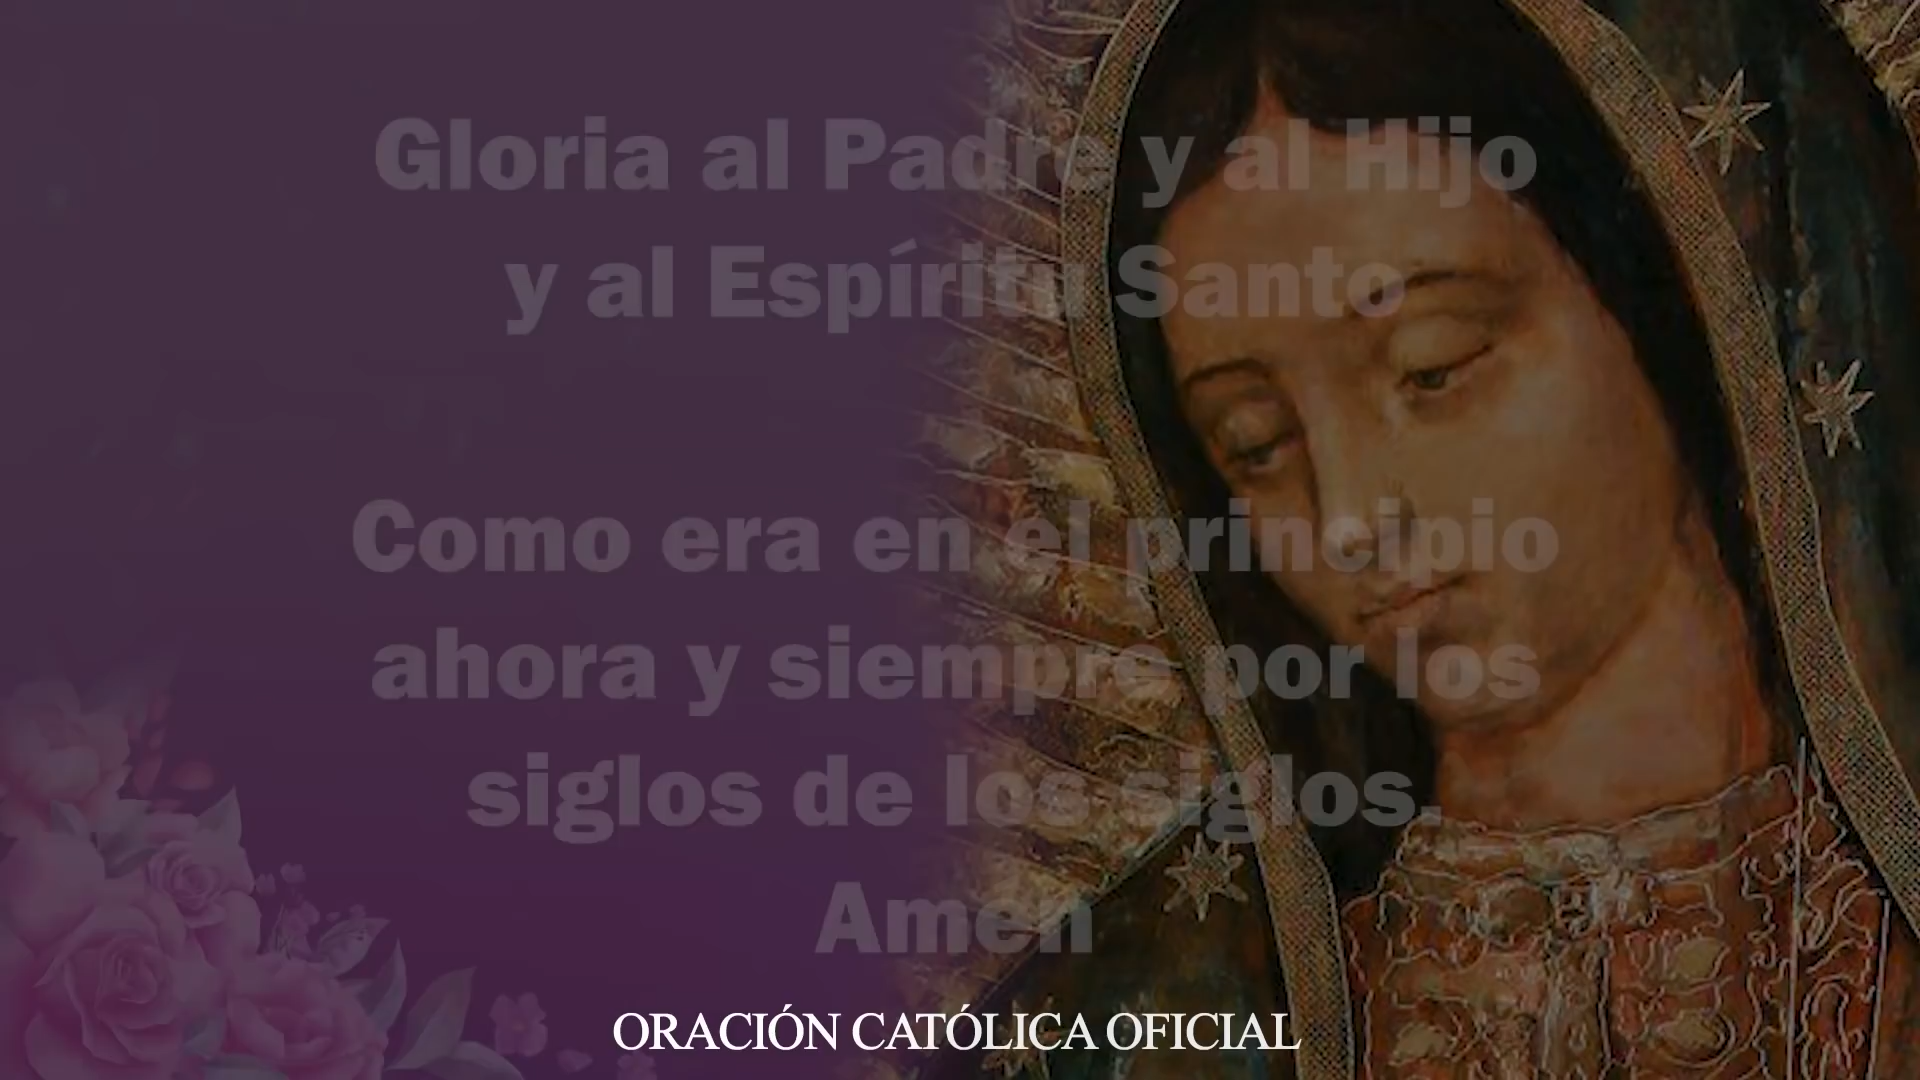 Gloria al Padre y al Hijo
y al Espíritu Santo
Como era en el principio
ahora y siempre por los
siglos de los siglos.
Amen
ORACIÓN CATÓLICA OFICIAL